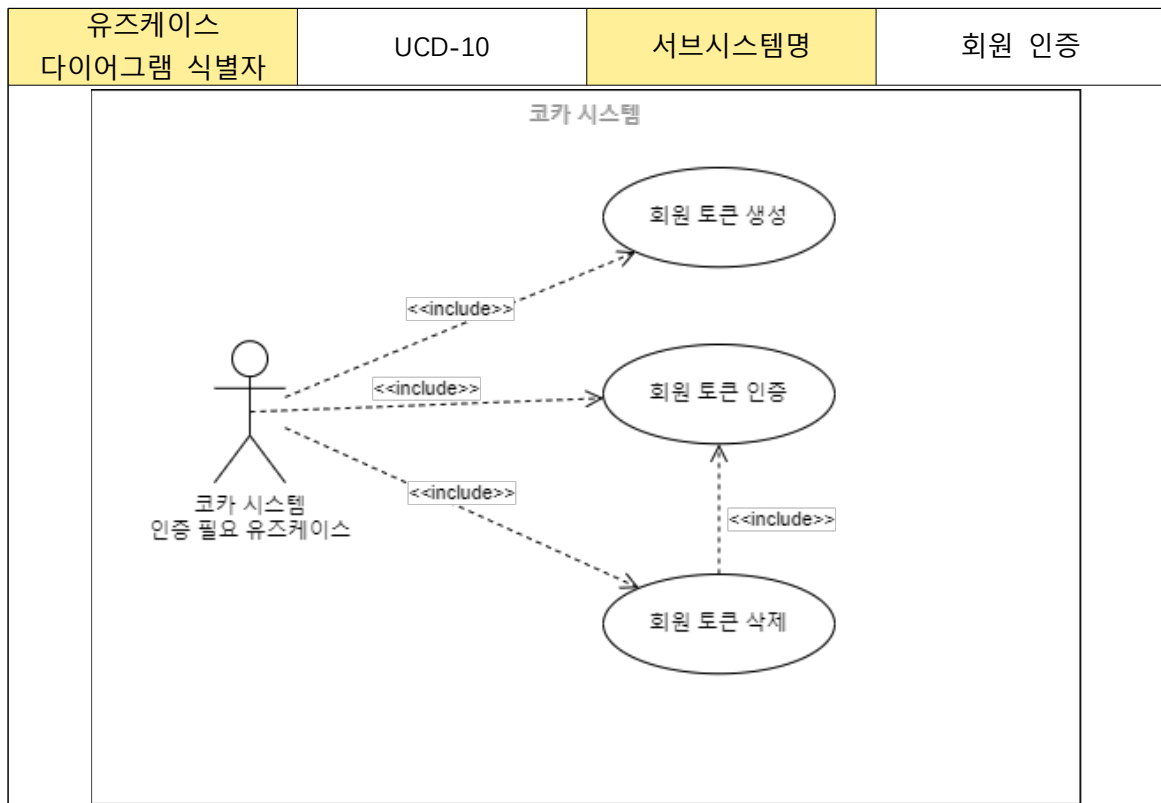 유즈케이스
다이어그램 식별자
UCD-10
서브시스템명
회원 인증
코카 시스템
회원 토큰 생성
<<include>>
<<include>>
회원 토큰 인증
<<include>>
코카 시스템
인증 필요 유즈케이스
<<include>>
회원 토큰 삭제